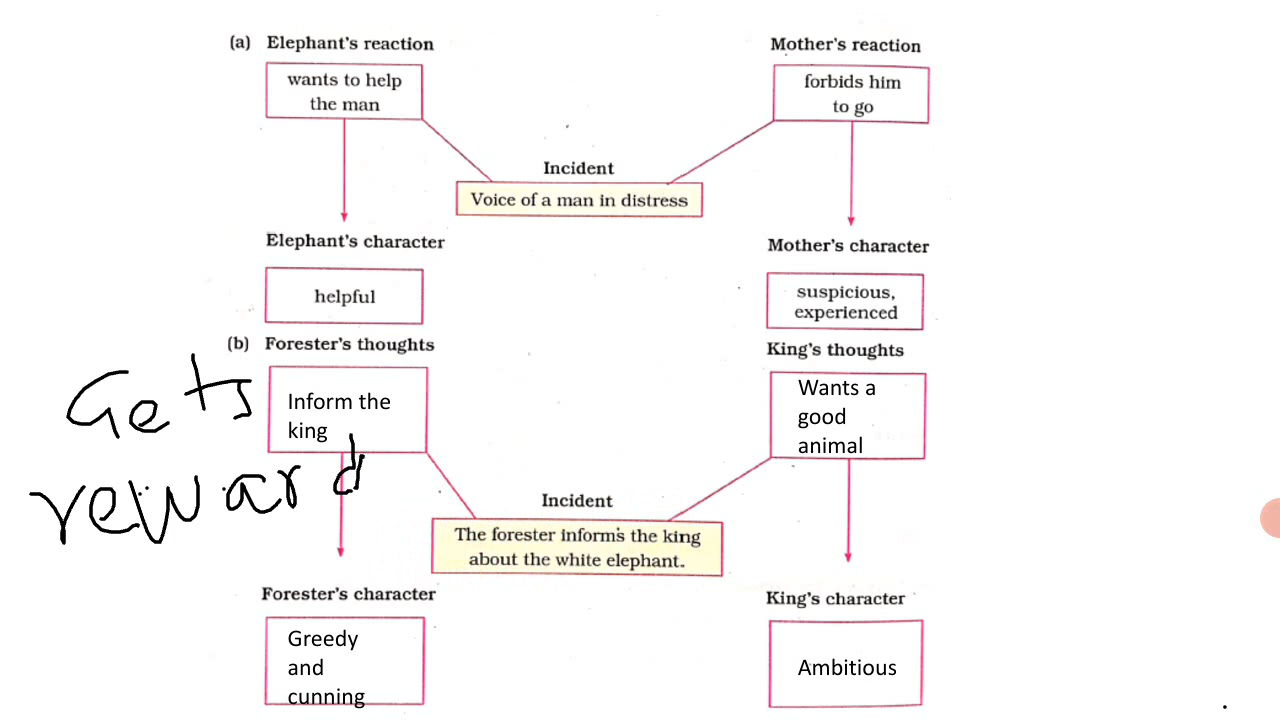 (a) Elephant's reaction
wants to help
the man
Mother's reaction
forbids him
to go
Incident
Voice of a man in distress
Elephant's character
helpful
Mother's character
suspicious,
experienced
(b) Forester's thoughts
Inform the
king
Gets
reward
King's thoughts
Wants a
good
animal
Incident
The forester informs the king
about the white elephant.
Forester's character
Greedy
and
cunning
King's character
Ambitious